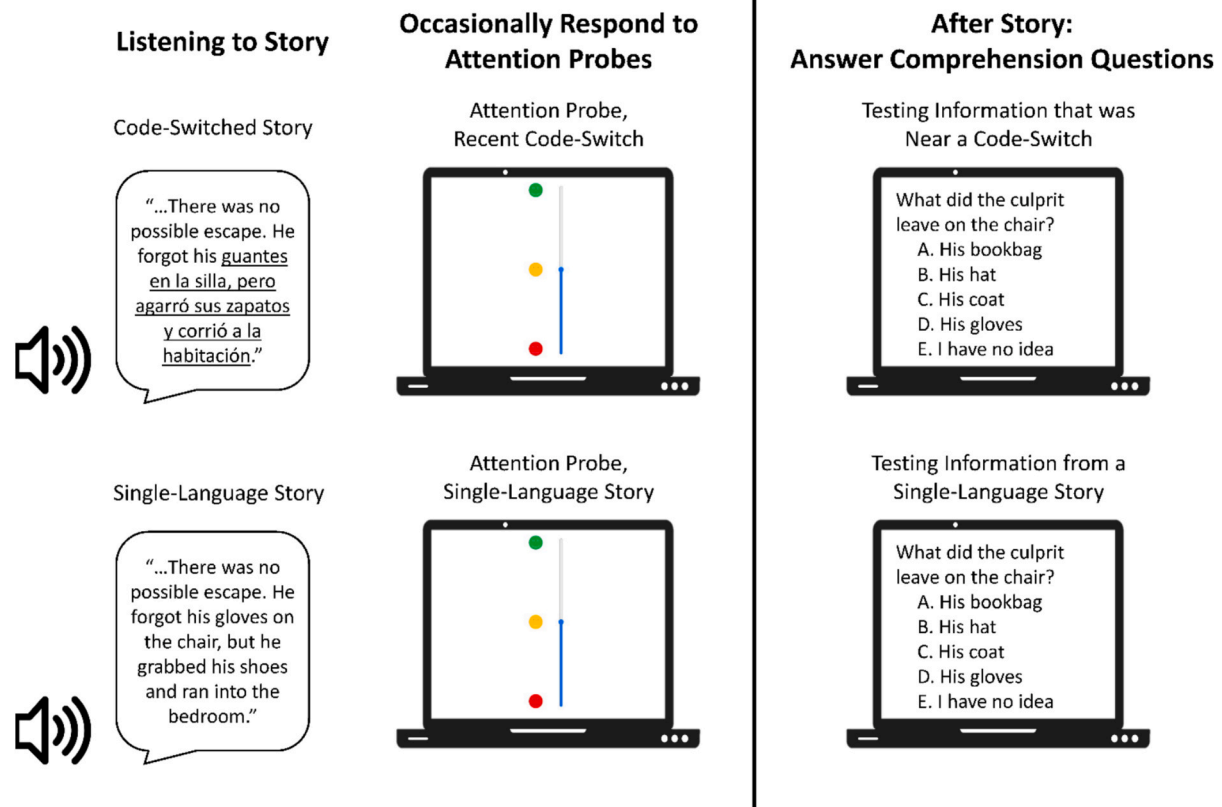 Listening to Story
Occasionally Respond to
Attention Probes
After Story:
Answer Comprehension Questions
Code-Switched Story
Attention Probe,
Recent Code-Switch
Testing Information that was
Near a Code-Switch
“...There was no
possible escape. He
forgot his guantes
en la silla, pero
agarró sus zapatos
y corrió a la
habitación.”
What did the culprit
leave on the chair?
A. His bookbag
B. His hat
C. His coat
D. His gloves
E. I have no idea
Single-Language Story
Attention Probe,
Single-Language Story
Testing Information from a
Single-Language Story
“...There was no
possible escape. He
forgot his gloves on
the chair, but he
grabbed his shoes
and ran into the
bedroom.”
What did the culprit
leave on the chair?
A. His bookbag
B. His hat
C. His coat
D. His gloves
E. I have no idea